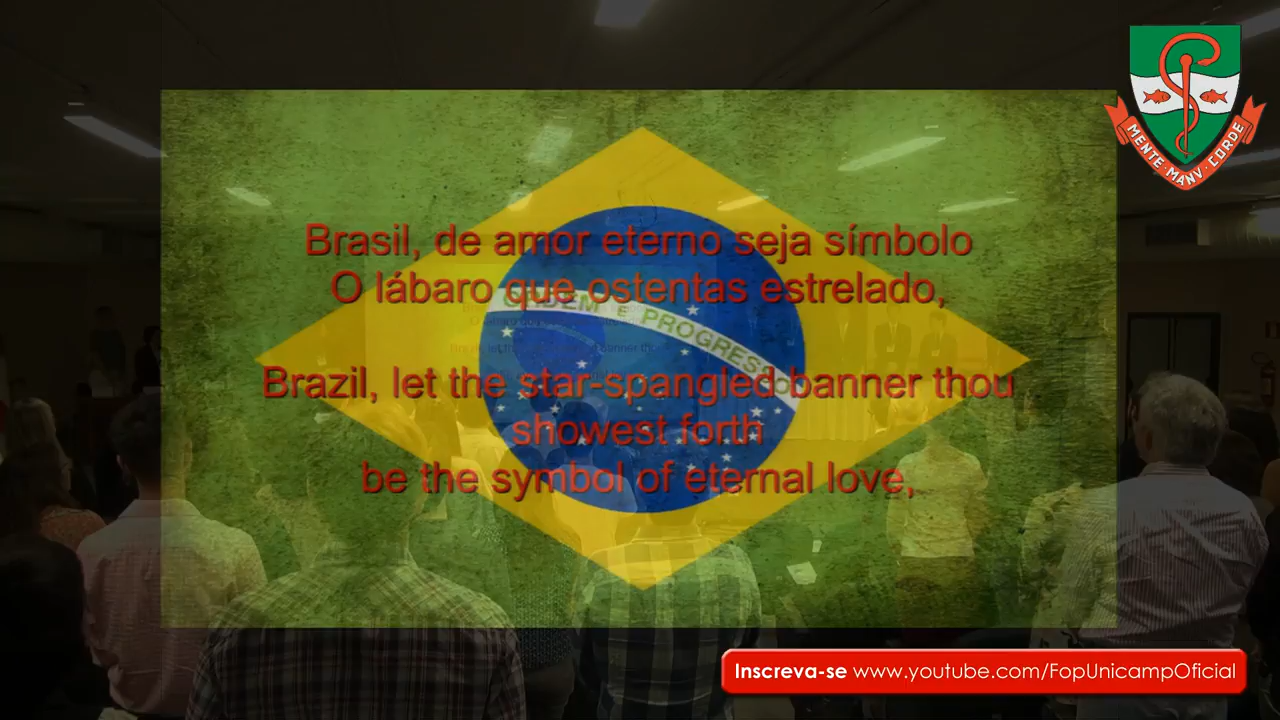 MENTE · MANV · CORDE
Brasil, de amor eterno seja símbolo
O lábaro que ostentas estrelado,
ORDEM E PROGRESSO
Brazil, let the star-spangled banner thou
showest forth
be the symbol of eternal love,
Inscreva-se www.youtube.com/FopUnicampOficial